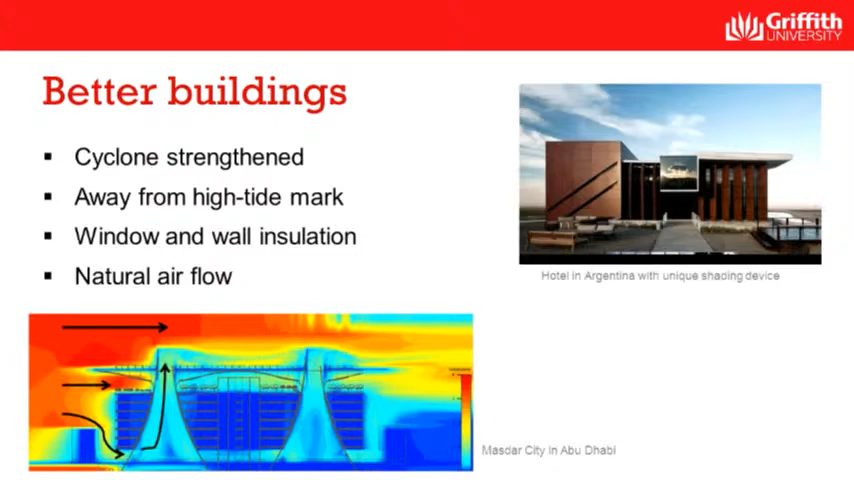 Griffith
UNIVERSITY
Better buildings
Cyclone strengthened
Away from high-tide mark
Window and wall insulation
Natural air flow
Hotel in Argentina with unique shading device
Masdar City in Abu Dhabi